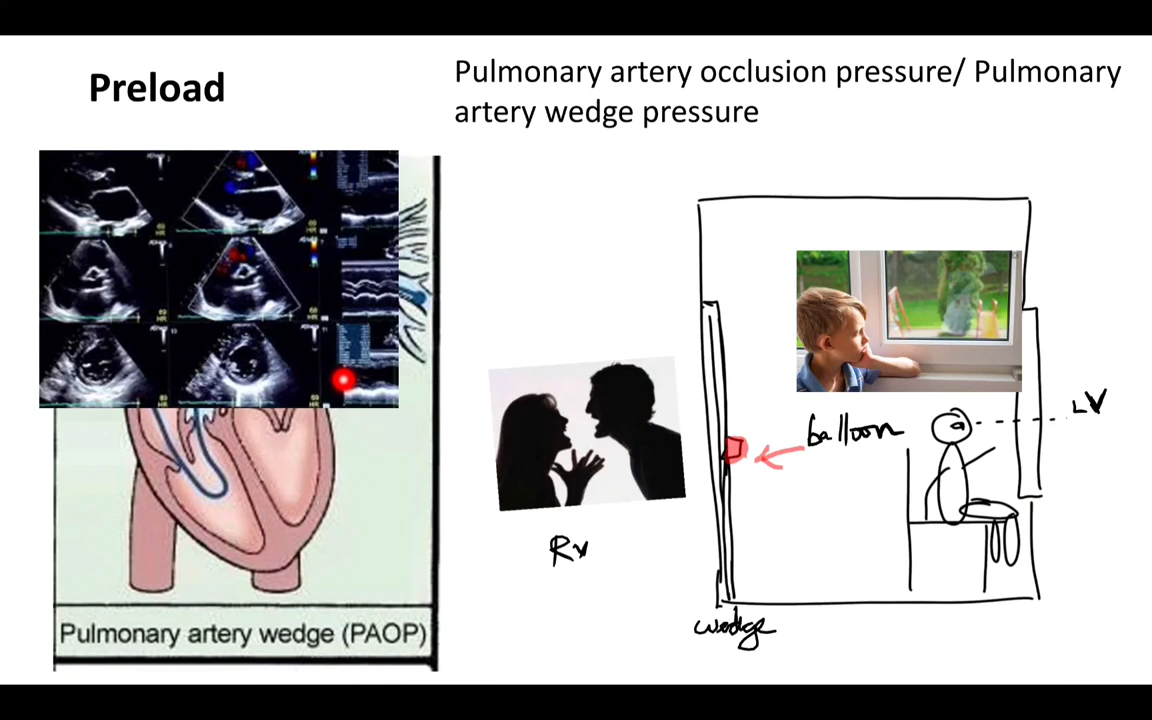 Preload
Pulmonary artery occlusion pressure/ Pulmonary
artery wedge pressure
balloon
LV
Rv
wedge
Pulmonary artery wedge (PAOP)